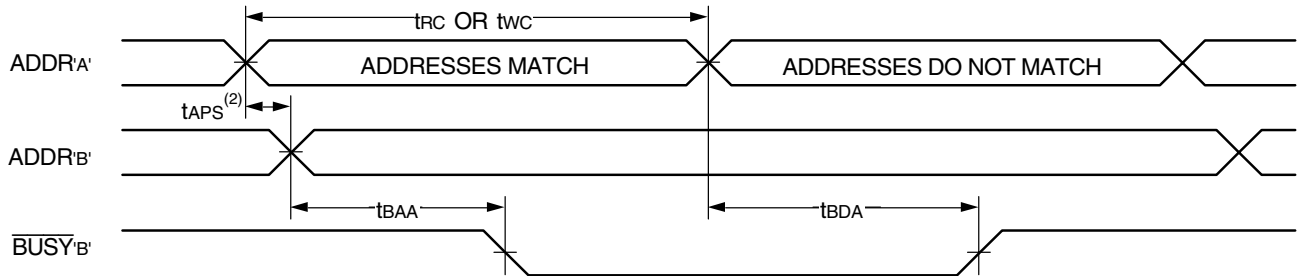 tRC OR tWC
ADDR'A'
ADDRESSES MATCH
ADDRESSES DO NOT MATCH
tAPS(2)
ADDR'B'
tBAA
tBDA
BUSY'B'